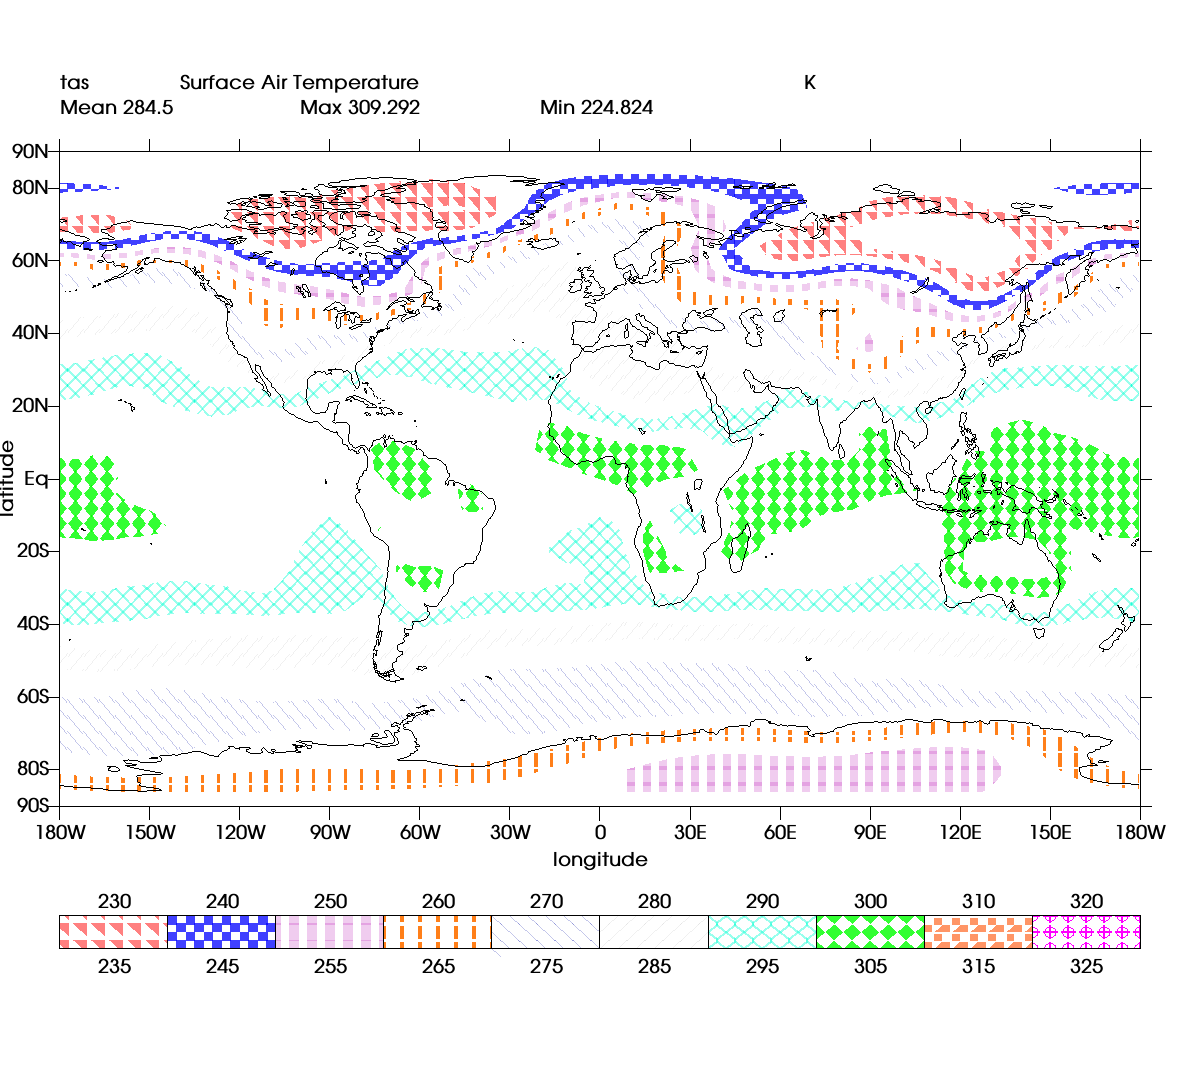 tas Surface Air Temperature K
Mean 284.5 Max 309.292 Min 224.824
90N
80N
60N
40N
20N
Eq
20S
40S
60S
80S
90S
latitude
180W 150W 120W 90W 60W 30W 0 30E 60E 90E 120E 150E 180W
longitude
230 240 250 260 270 280 290 300 310 320
235 245 255 265 275 285 295 305 315 325